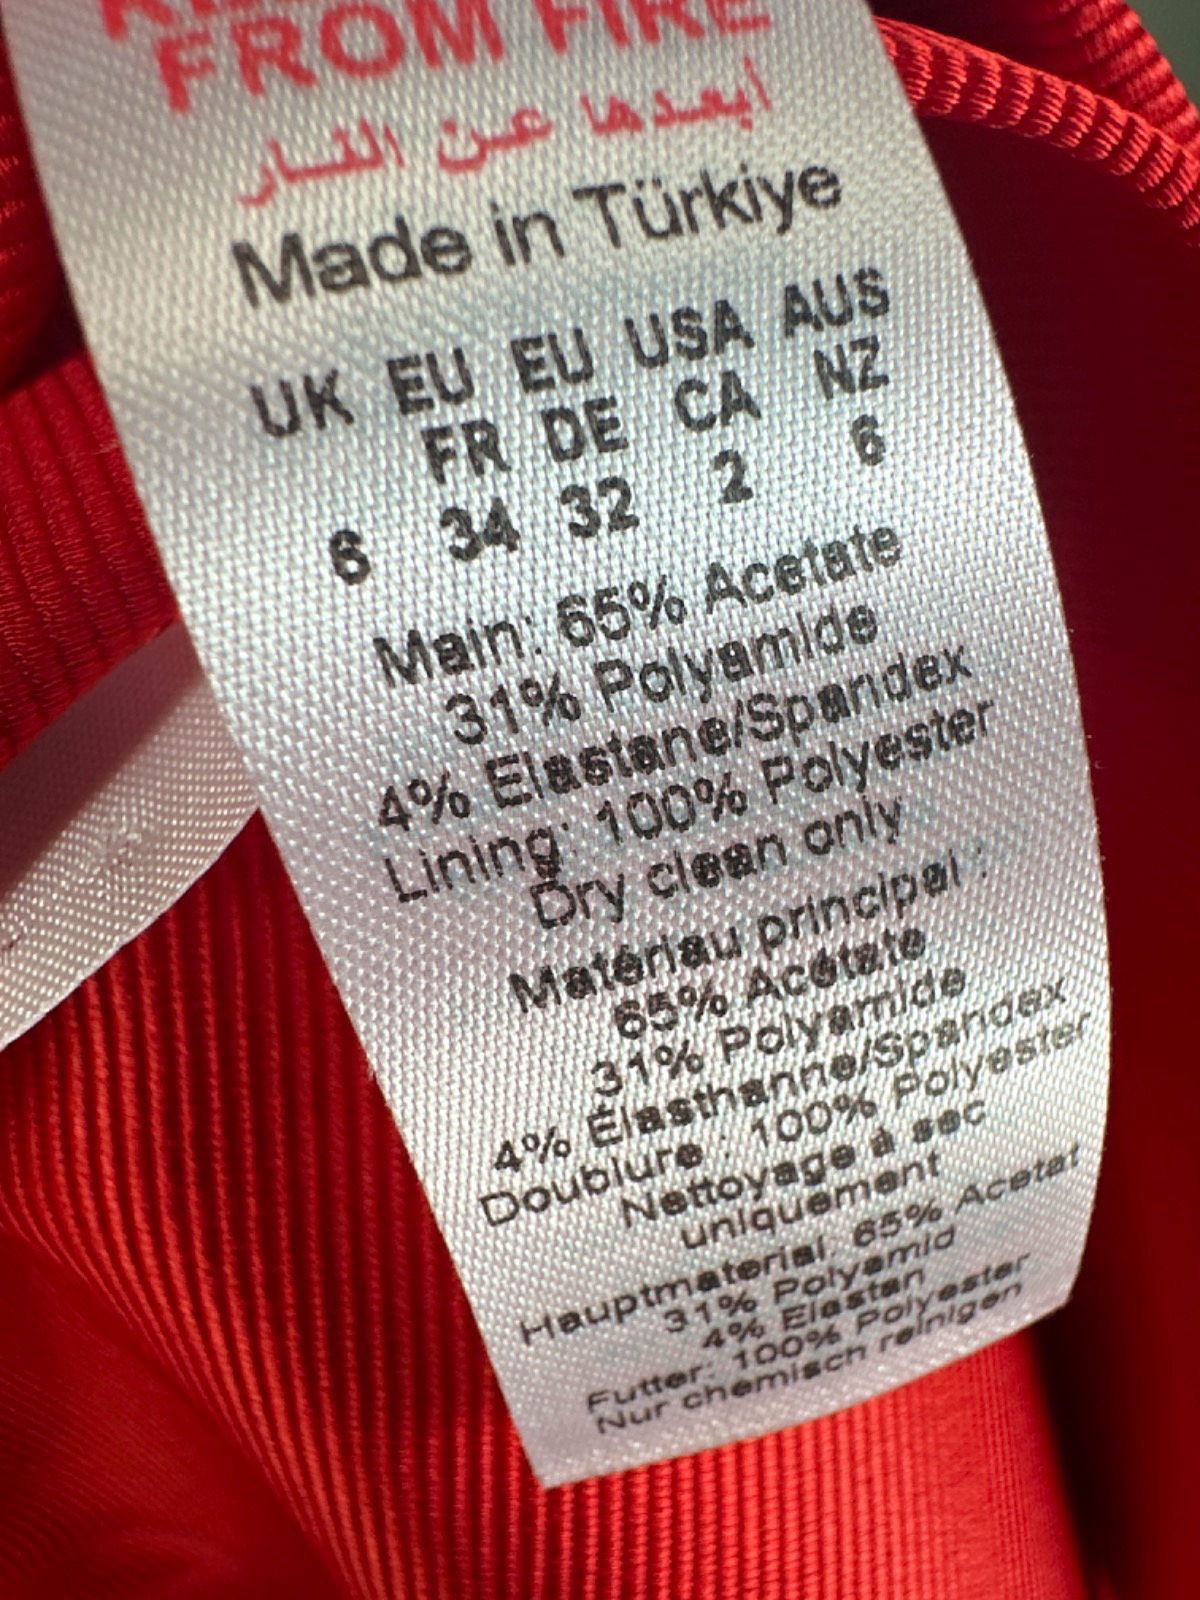 FROM FIRE
أبعدها عن النار
Made in Türkiye
UK EU EU USA AUS
FR DE CA NZ
6 34 32 2 6
Main: 65% Acetate
31% Polyamide
4% Elastane/Spandex
Lining: 100% Polyester
Dry clean only
Matériau principal :
65% Acétate
31% Polyamide
4% Élasthanne/Spandex
Doublure : 100% Polyester
Nettoyage à sec
uniquement
Hauptmaterial: 65% Acetat
31% Polyamid
4% Elastan
Futter: 100% Polyester
Nur chemisch reinigen